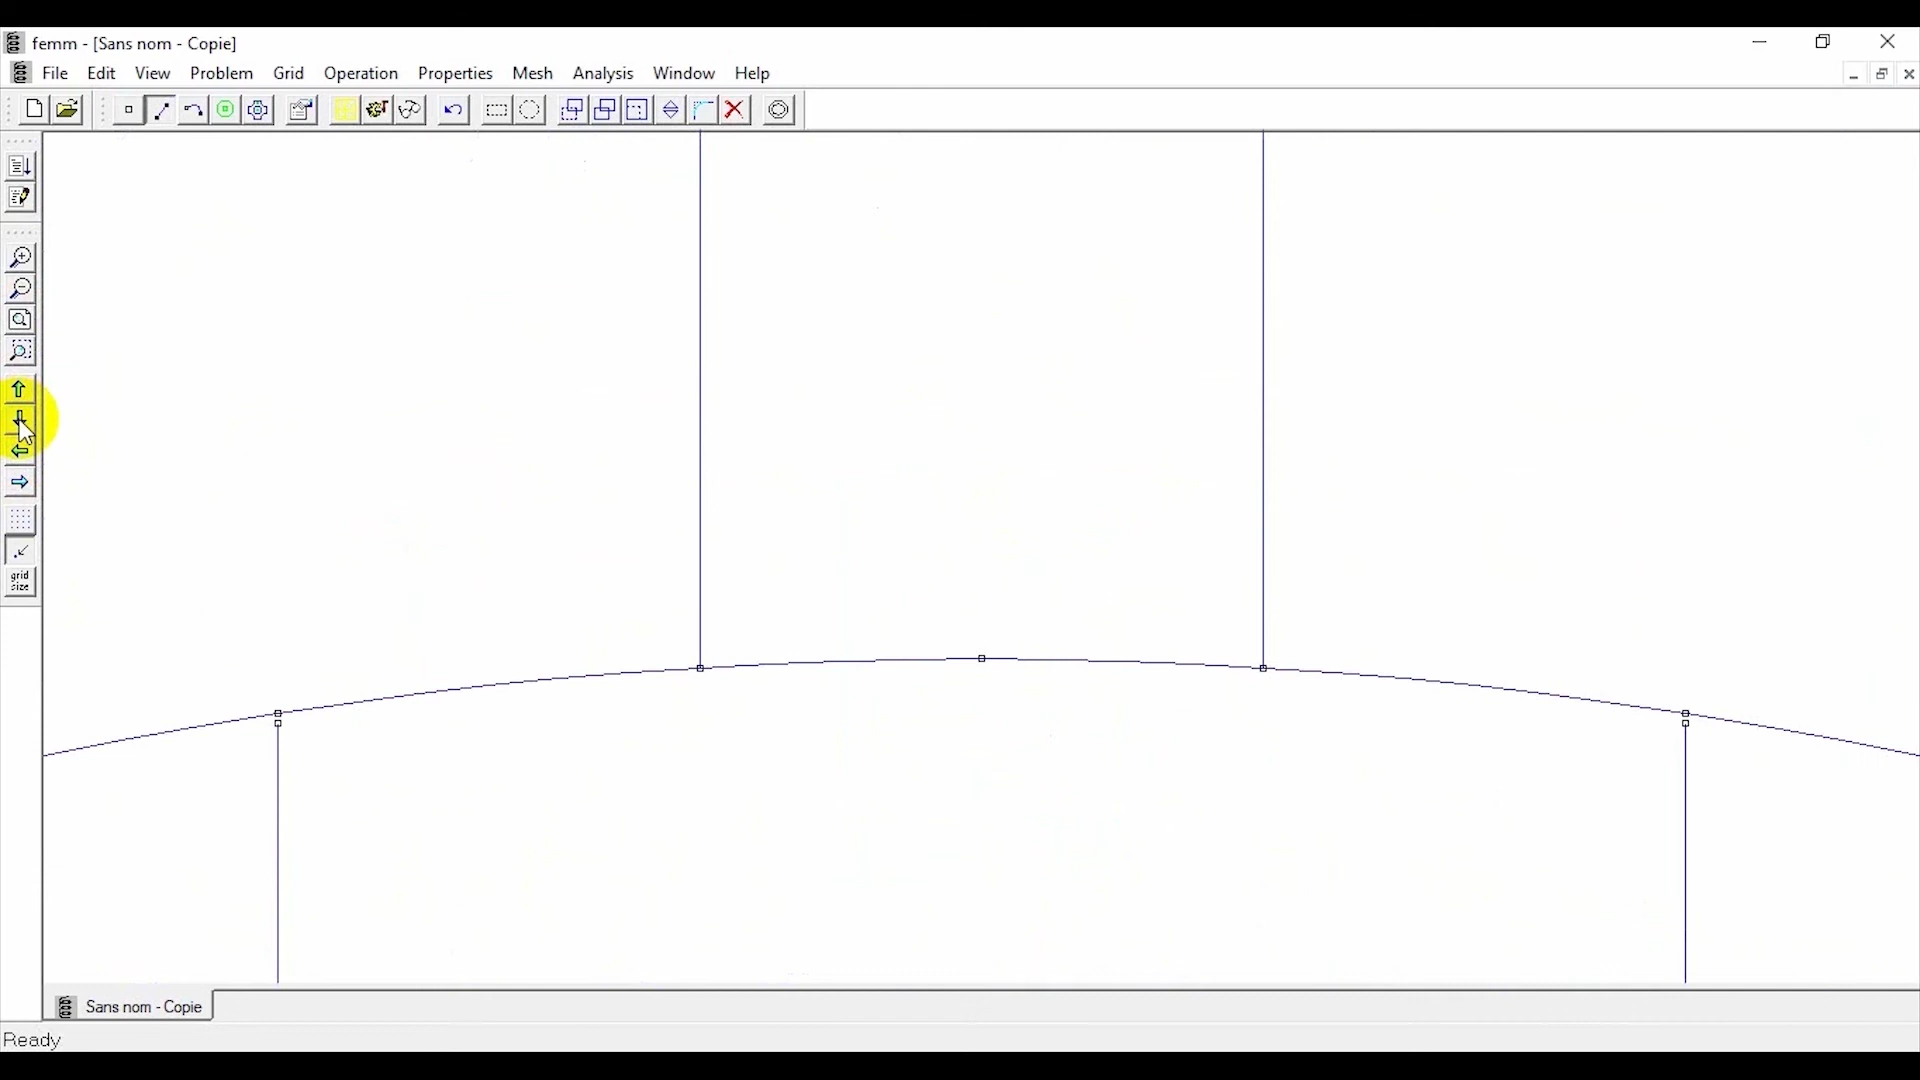 femm - [Sans nom - Copie]
File Edit View Problem Grid Operation Properties Mesh Analysis Window Help
grid
size
Sans nom - Copie
Ready